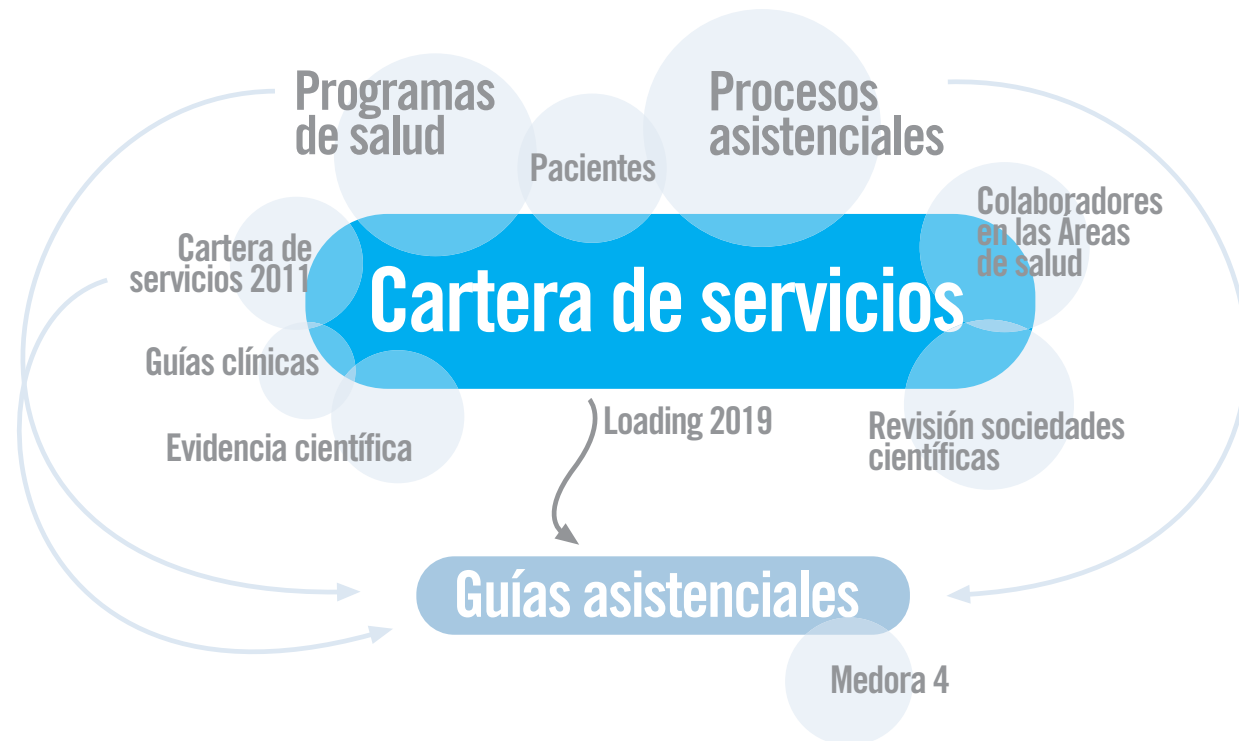 Programas
de salud
Procesos
asistenciales
Pacientes
Colaboradores
en las Áreas
de salud
Cartera de
servicios 2011
Cartera de servicios
Guías clínicas
Evidencia científica
Loading 2019
Revisión sociedades
científicas
Guías asistenciales
Medora 4